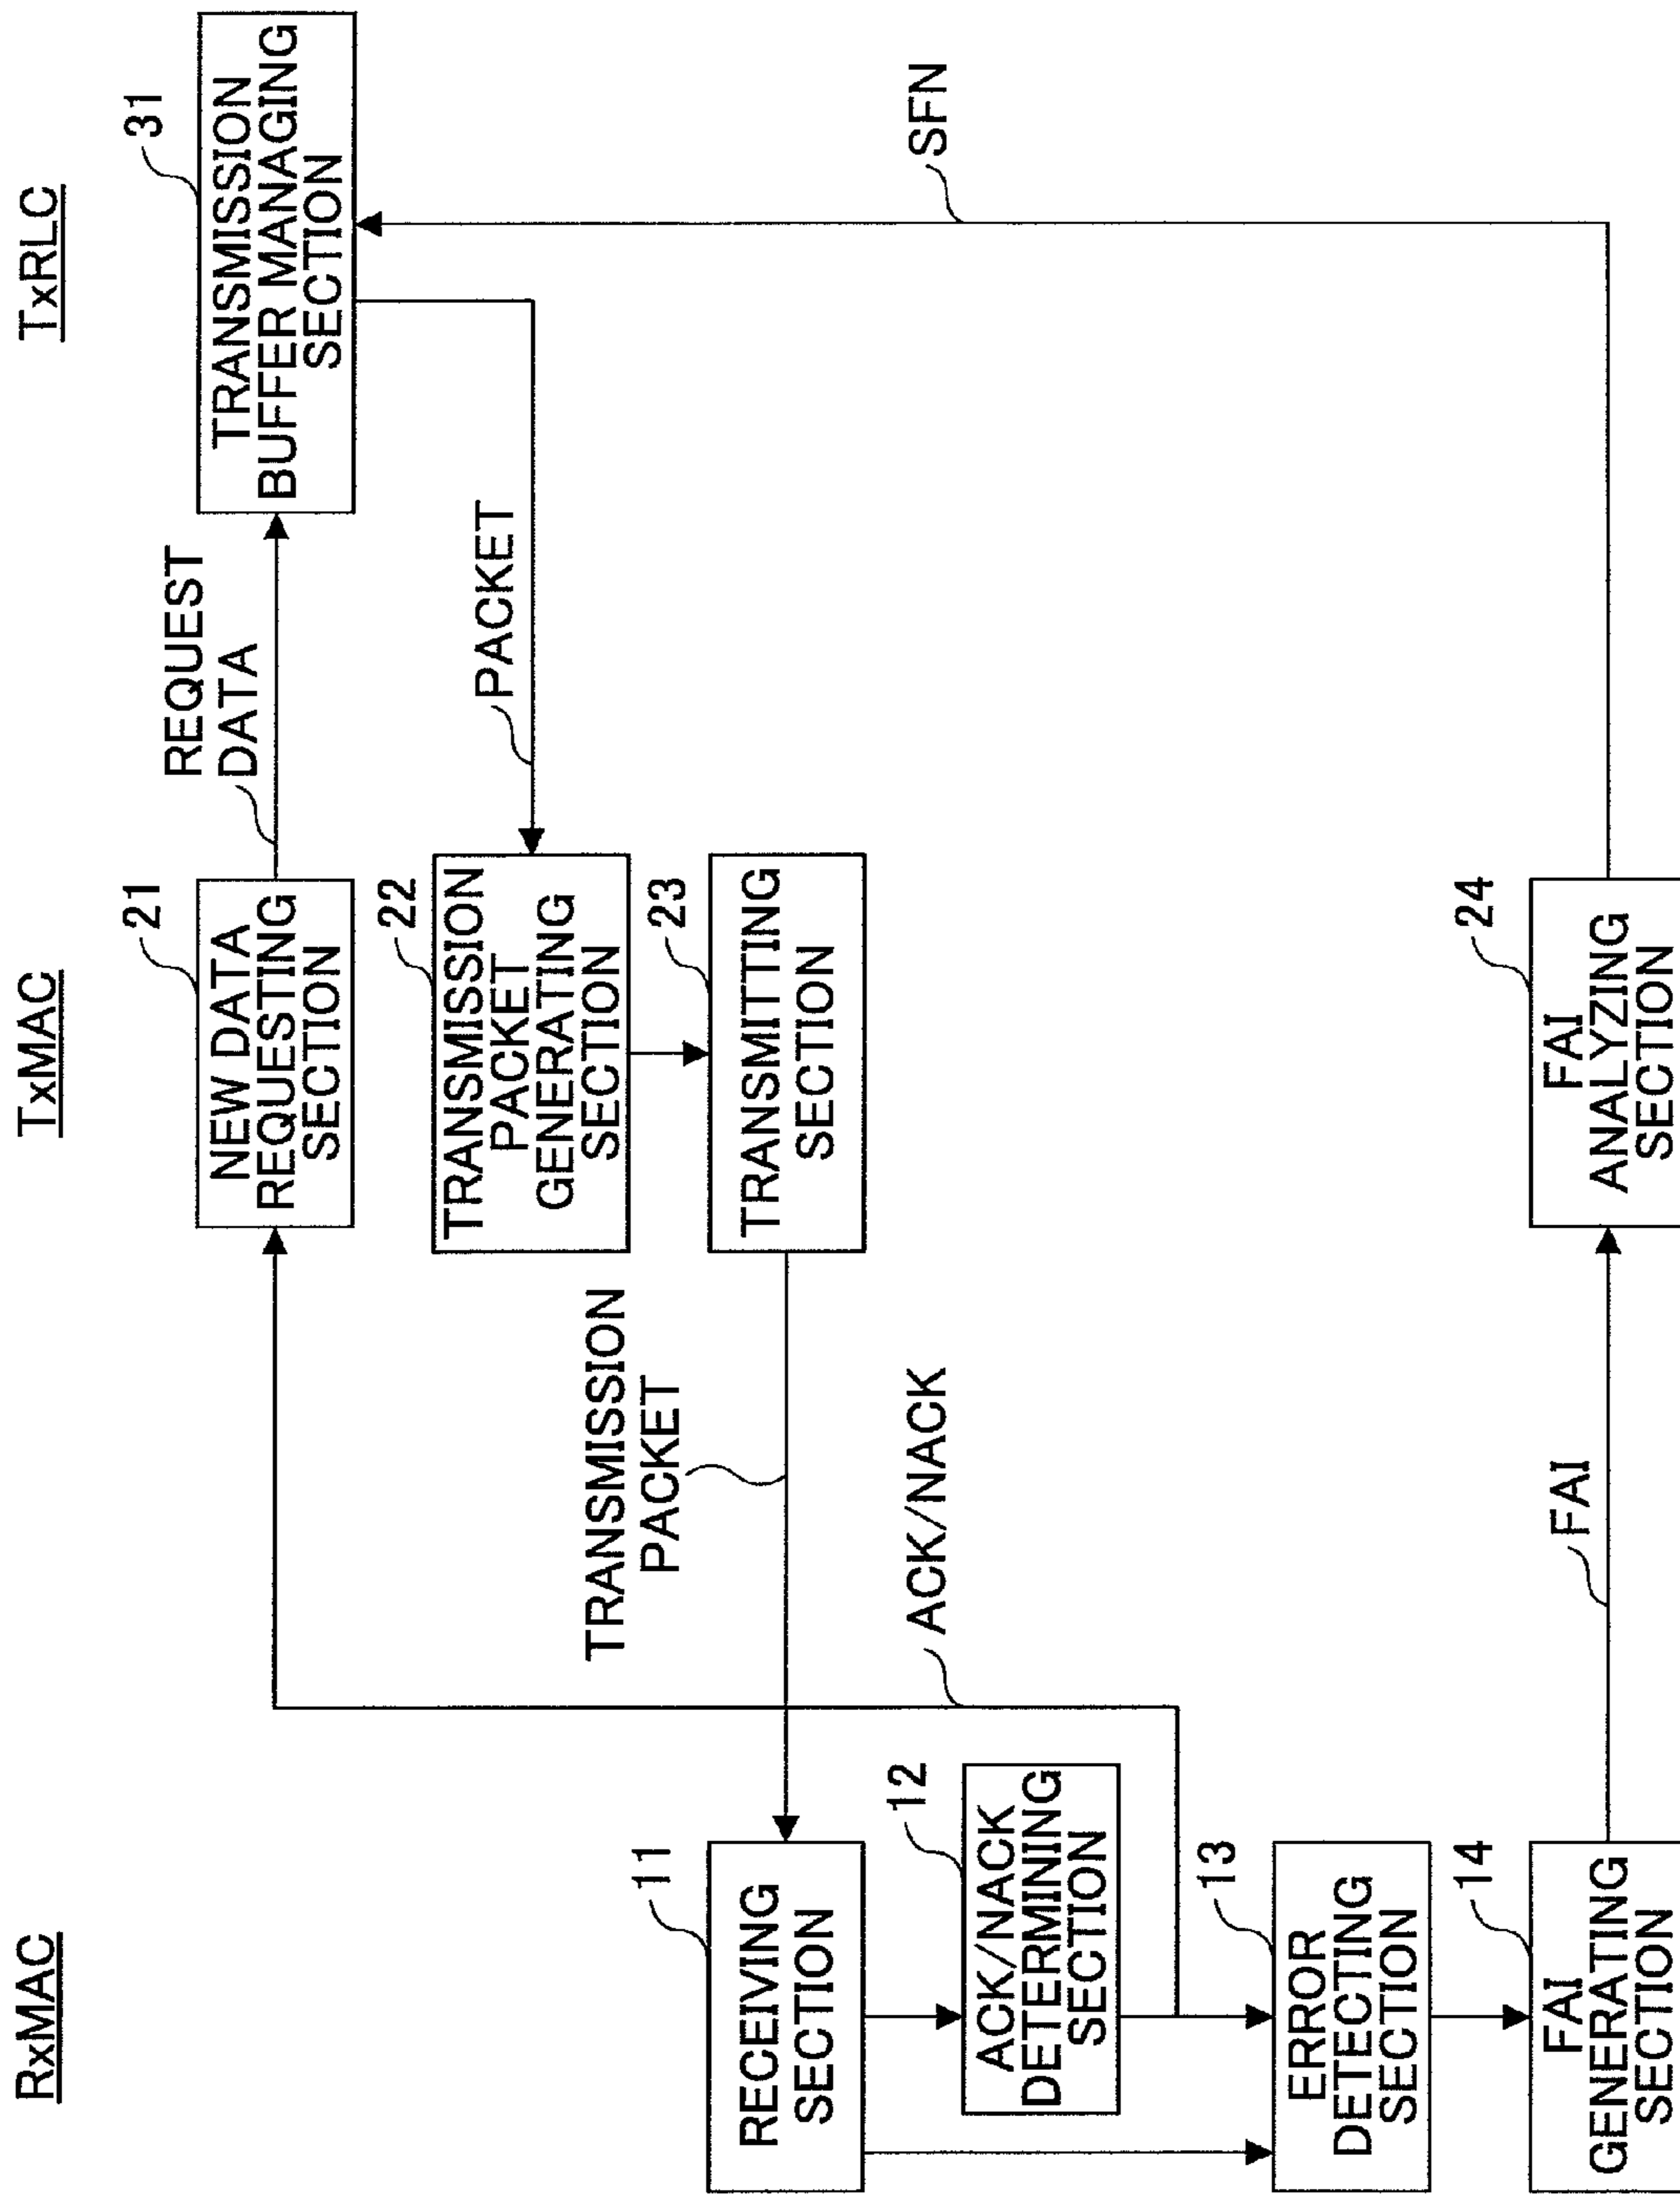 RxMAC
TxMAC
TxRLC
21
NEW DATA
REQUESTING
SECTION
REQUEST
DATA
31
TRANSMISSION
BUFFER MANAGING
SECTION
22
TRANSMISSION
PACKET
GENERATING
SECTION
PACKET
23
TRANSMITTING
SECTION
TRANSMISSION
PACKET
11
RECEIVING
SECTION
12
ACK/NACK
DETERMINING
SECTION
ACK/NACK
SFN
13
ERROR
DETECTING
SECTION
14
FAI
GENERATING
SECTION
FAI
24
FAI
ANALYZING
SECTION